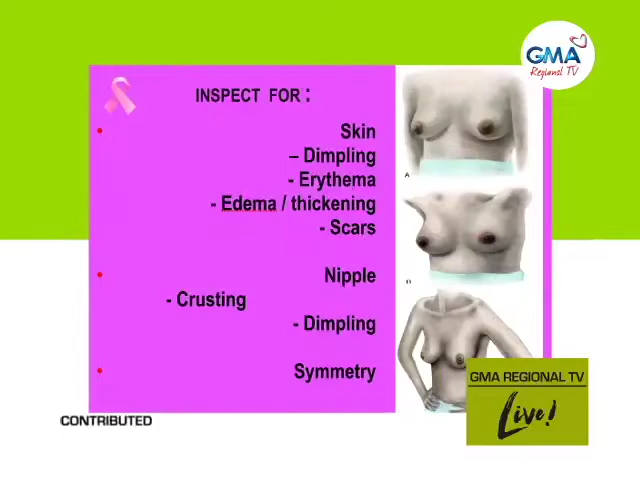 GMA
Regional TV
INSPECT FOR :
• Skin
– Dimpling
- Erythema
- Edema / thickening
- Scars
• Nipple
- Crusting
- Dimpling
• Symmetry
A
B
CONTRIBUTED
GMA REGIONAL TV
Live!